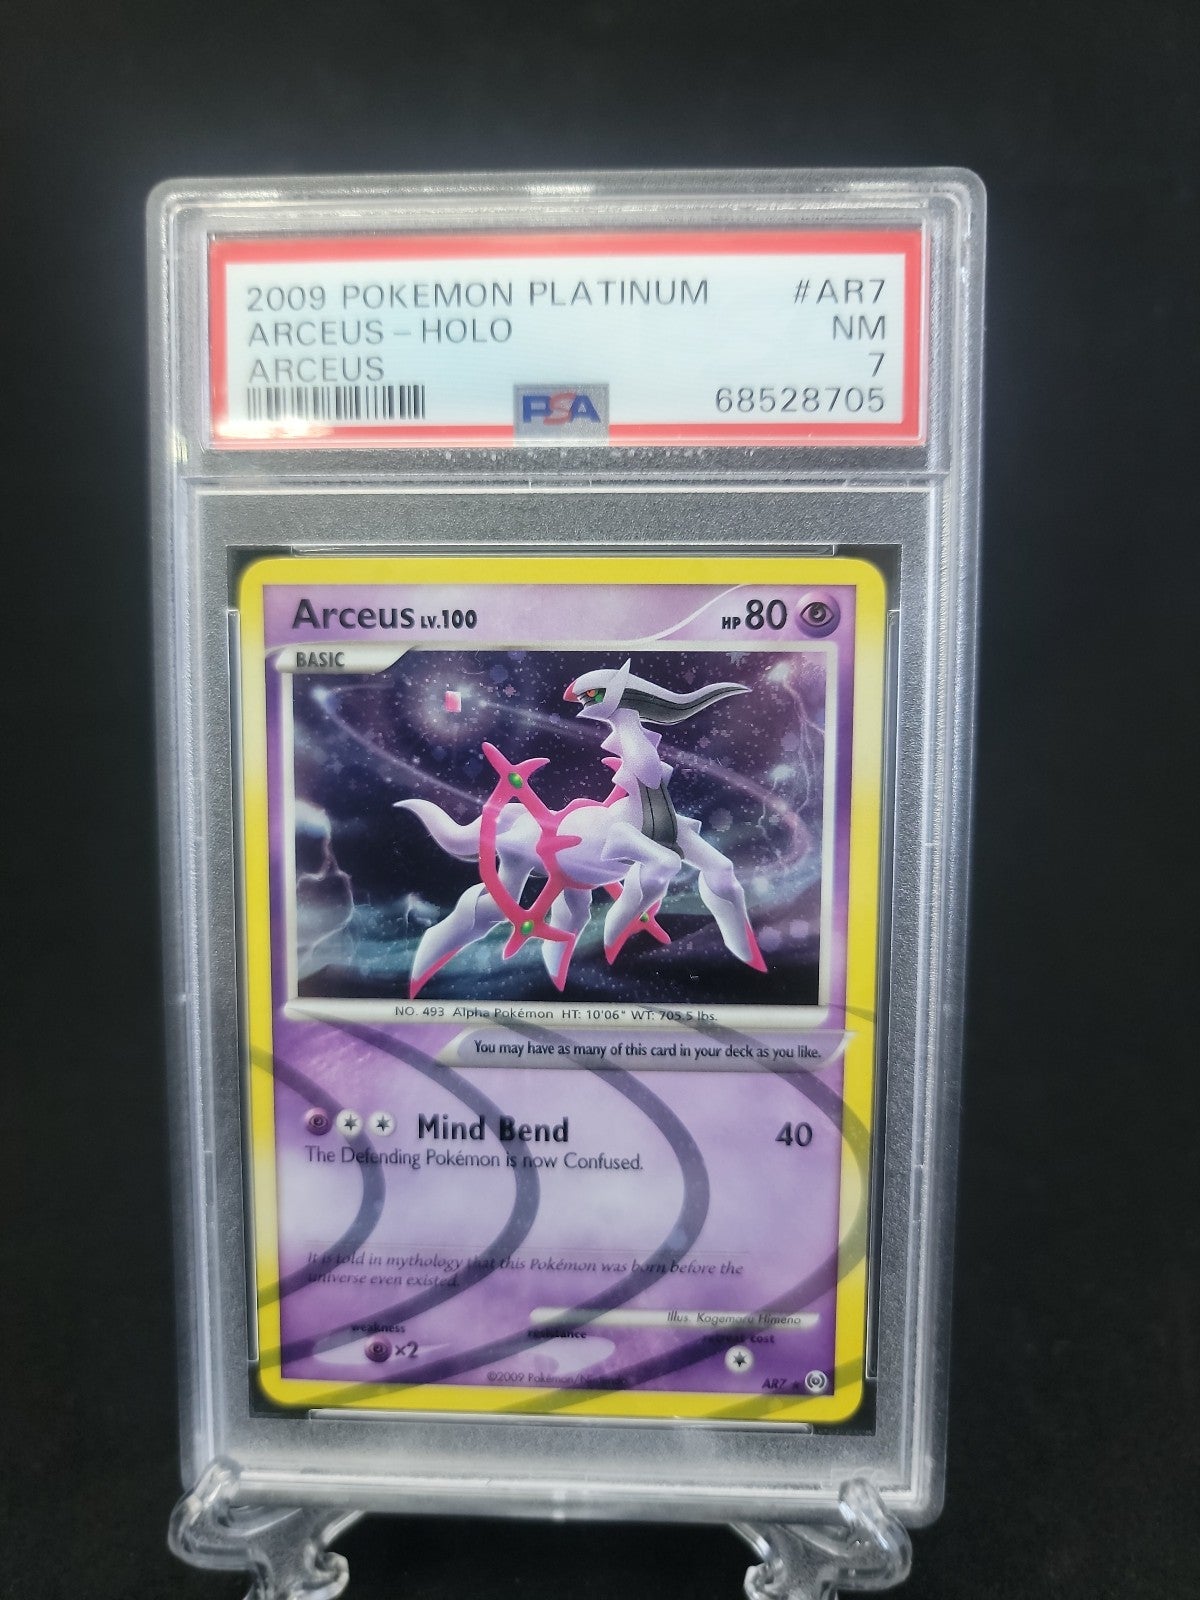 2009 POKEMON PLATINUM #AR7
ARCEUS - HOLO NM
ARCEUS 7
PSA 68528705
Arceus LV.100 HP 80
BASIC
NO. 493 Alpha Pokémon HT: 10'06" WT: 705.5 lbs.
You may have as many of this card in your deck as you like.
Mind Bend 40
The Defending Pokémon is now Confused.
It is told in mythology that this Pokémon was born before the
universe even existed.
Illus. Kagemaru Himeno
weakness resistance retreat cost
×2
©2009 Pokémon/Nintendo AR7